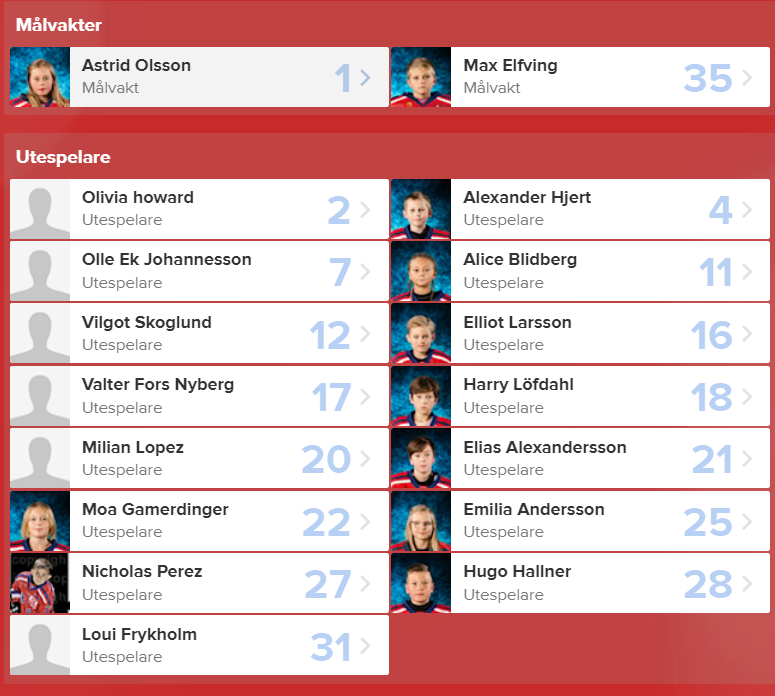 Målvakter
Astrid Olsson
Målvakt
1
Max Elfving
Målvakt
35
Utespelare
Olivia howard
Utespelare
2
Alexander Hjert
Utespelare
4
Olle Ek Johannesson
Utespelare
7
Alice Blidberg
Utespelare
11
Vilgot Skoglund
Utespelare
12
Elliot Larsson
Utespelare
16
Valter Fors Nyberg
Utespelare
17
Harry Löfdahl
Utespelare
18
Milian Lopez
Utespelare
20
Elias Alexandersson
Utespelare
21
Moa Gamerdinger
Utespelare
22
Emilia Andersson
Utespelare
25
Nicholas Perez
Utespelare
27
Hugo Hallner
Utespelare
28
Loui Frykholm
Utespelare
31